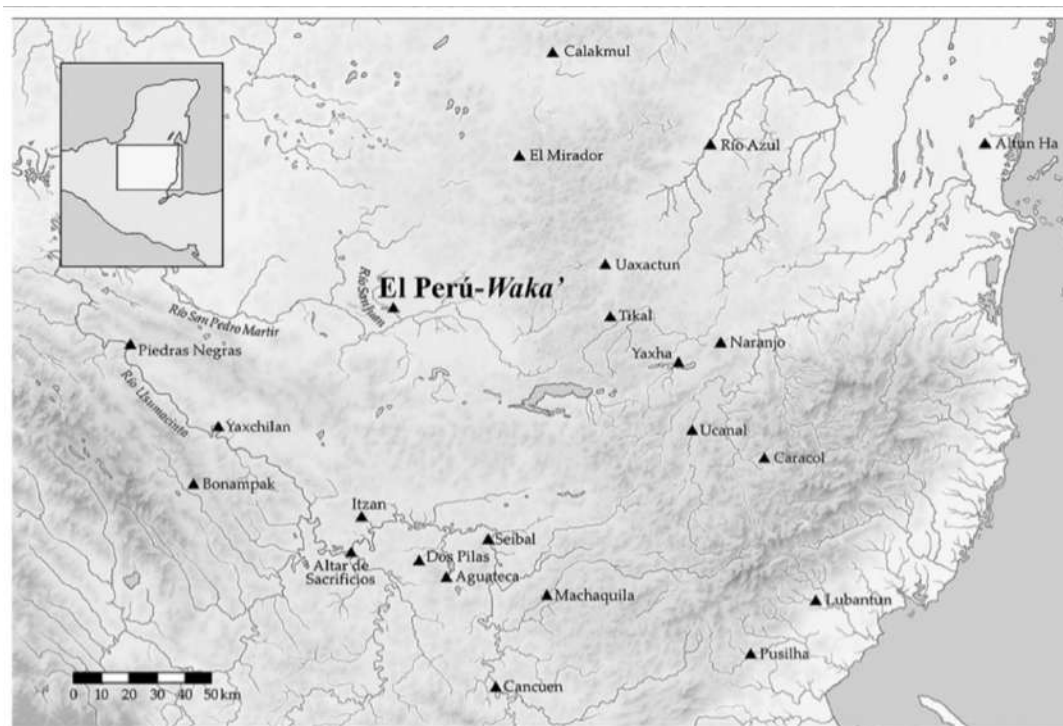 Calakmul
El Mirador
Río Azul
Altun Ha
Uaxactun
Río San Juan
El Perú-Waka’
Río San Pedro Martir
Tikal
Piedras Negras
Naranjo
Yaxha
Río Usumacinta
Yaxchilan
Ucanal
Caracol
Bonampak
Itzan
Seibal
Altar de
Sacrificios
Dos Pilas
Aguateca
Machaquila
Lubantun
Pusilha
Cancuen
0 10 20 30 40 50 km